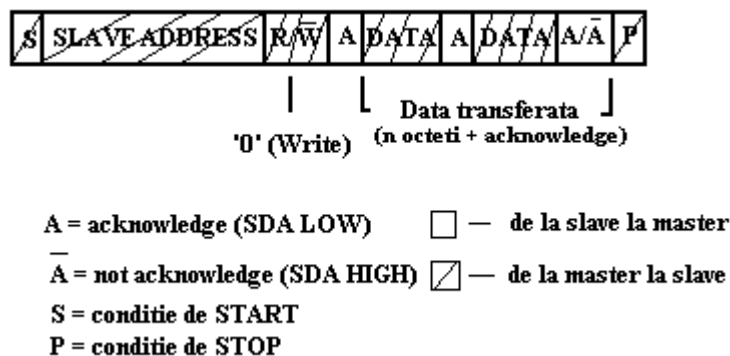 S SLAVE ADDRESS R/W̅ A DATA A DATA A/A̅ P
'0' (Write)
Data transferata
(n octeti + acknowledge)
A = acknowledge (SDA LOW)
— de la slave la master
A̅ = not acknowledge (SDA HIGH)
— de la master la slave
S = conditie de START
P = conditie de STOP